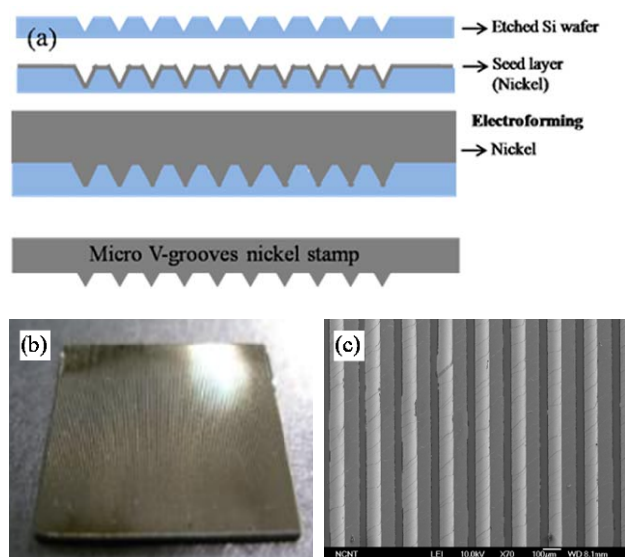 (a)
Etched Si wafer
Seed layer
(Nickel)
Electroforming
Nickel
Micro V-grooves nickel stamp
(b)
(c)
NCNT LEI 10.0kV X70 100μm WD 8.1mm